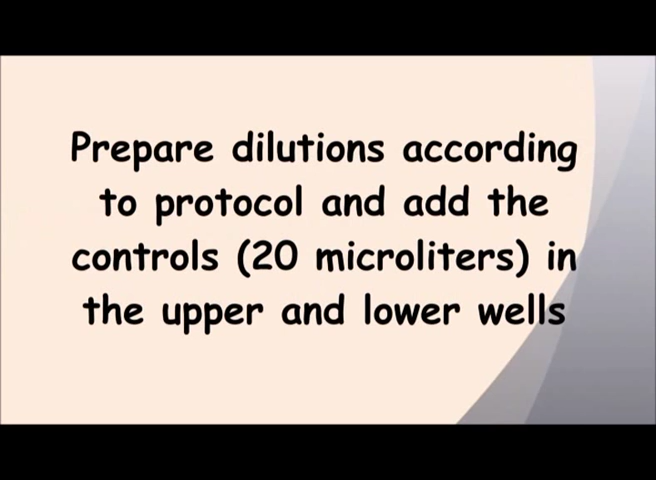 Prepare dilutions according
to protocol and add the
controls (20 microliters) in
the upper and lower wells